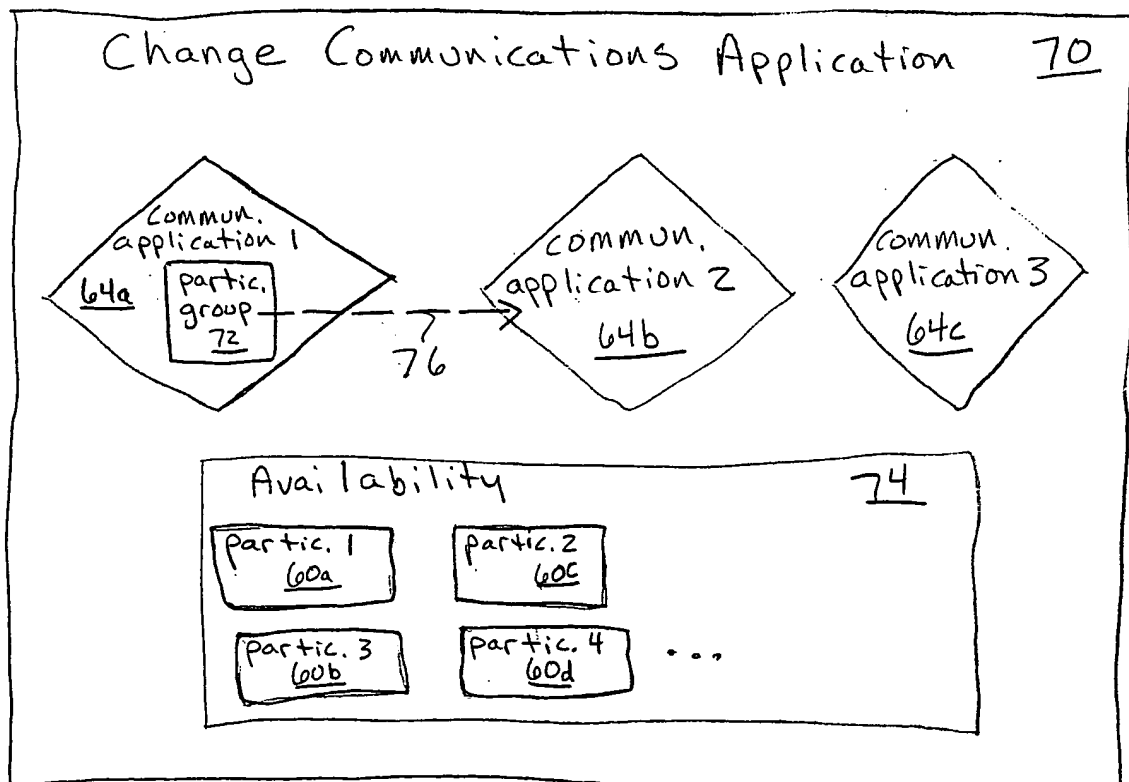 Change Communications Application 70
commun.
application 1
64a
partic.
group
72
76
commun.
application 2
64b
commun.
application 3
64c
Availability 74
partic. 1
60a
partic. 2
60c
partic. 3
60b
partic. 4
60d
...